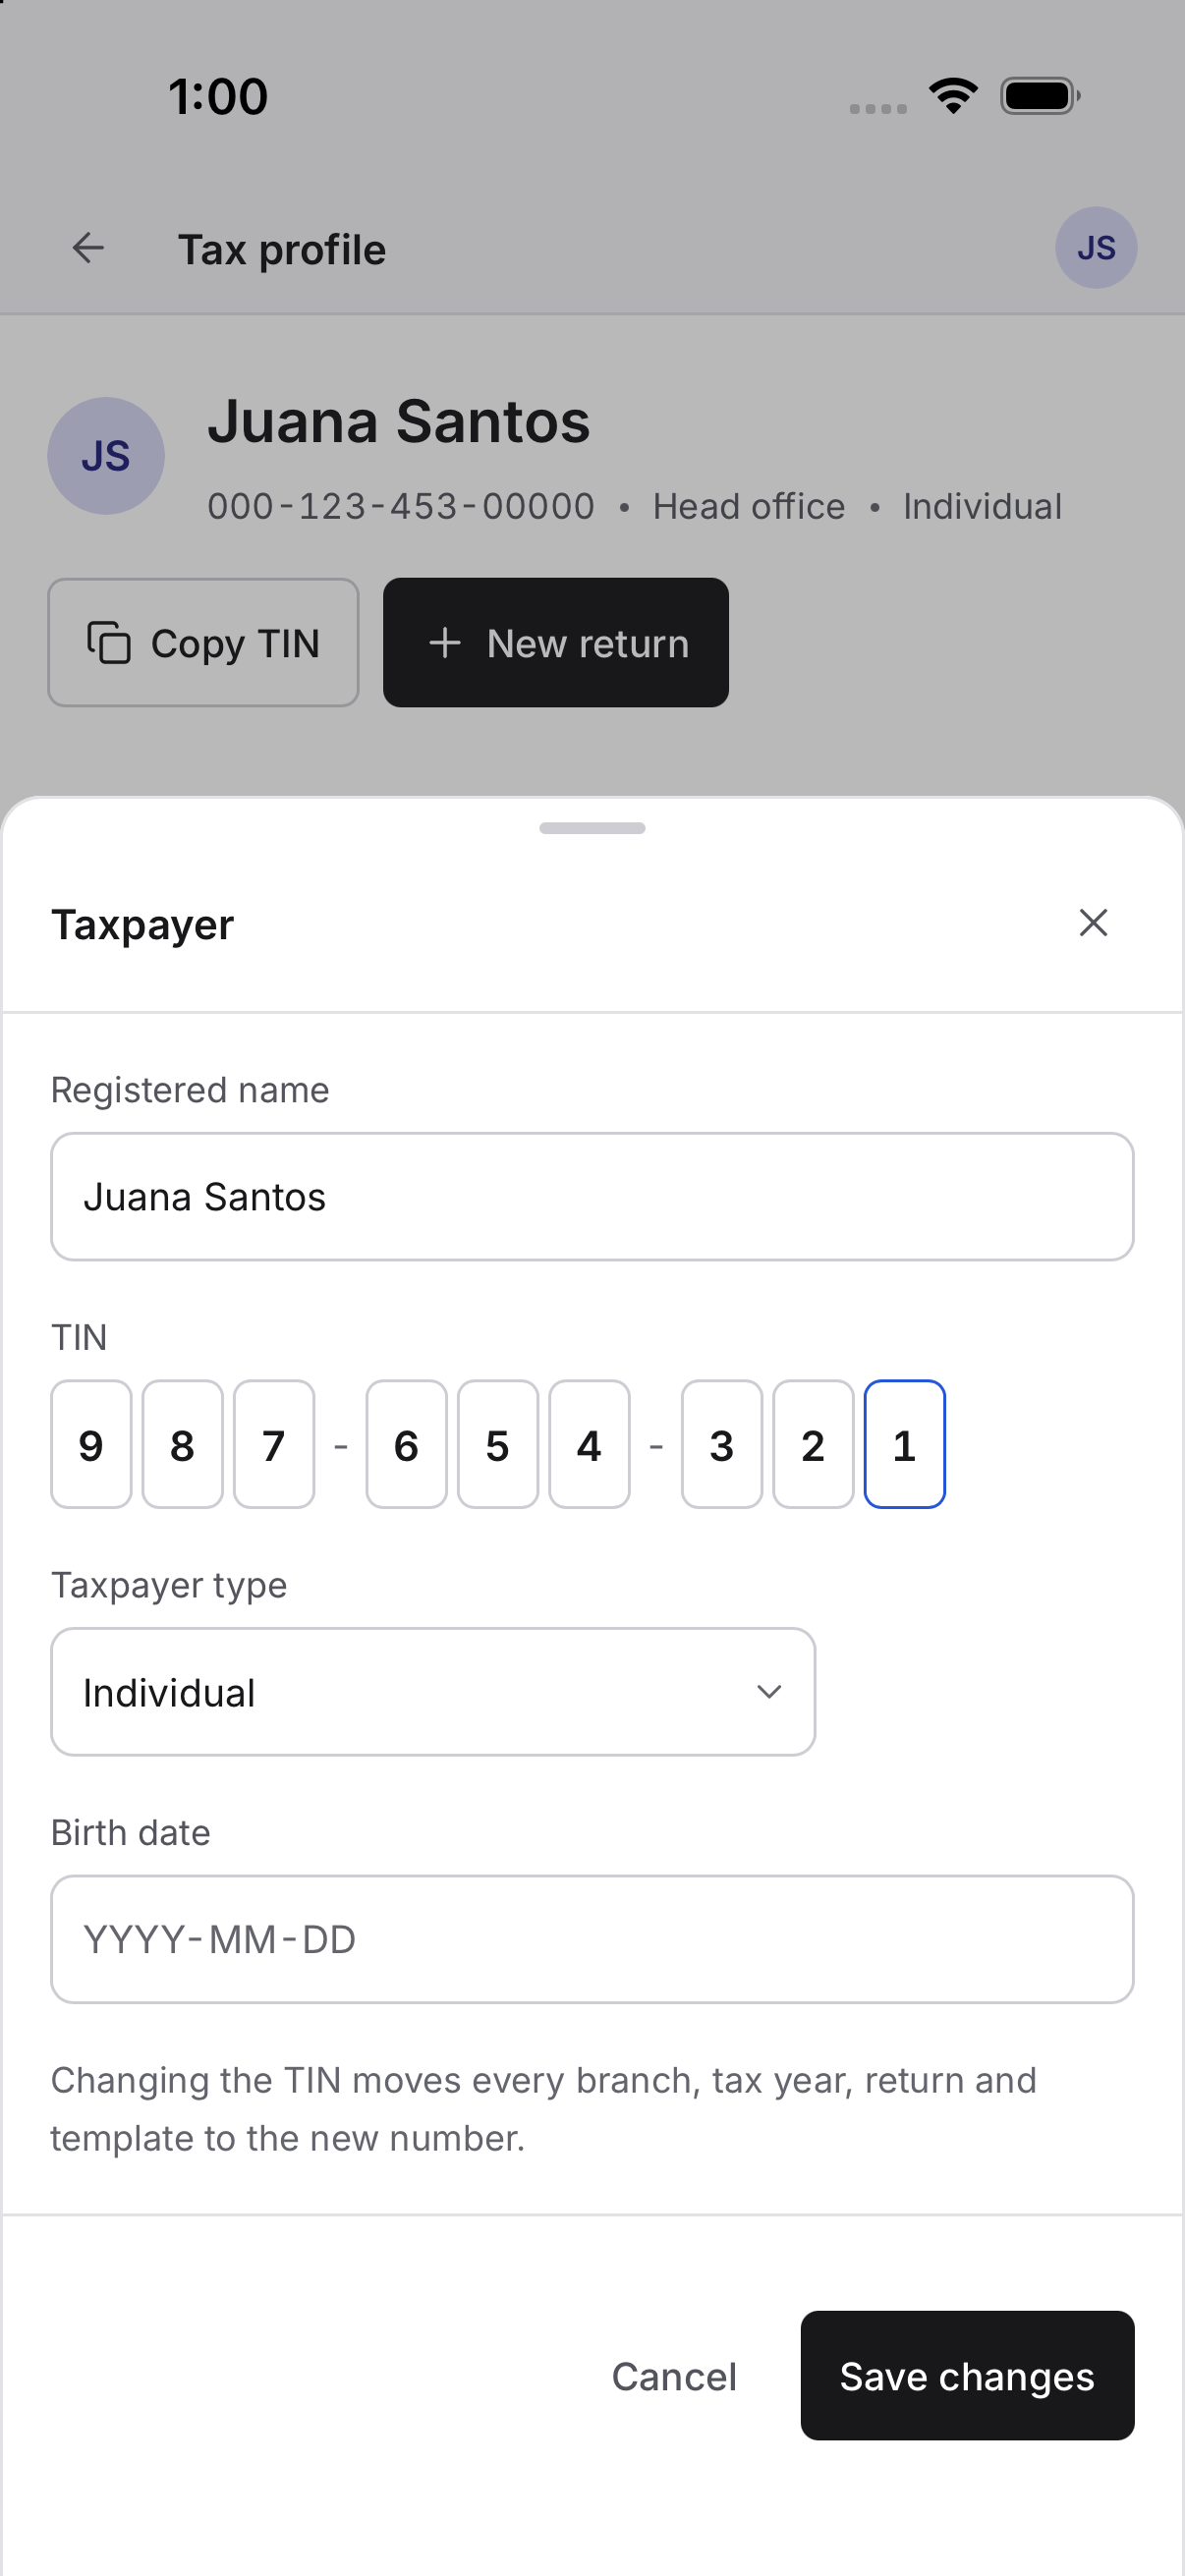 1:00
Tax profile
JS
JS
Juana Santos
000-123-453-00000 • Head office • Individual
Copy TIN
New return
Taxpayer
Registered name
Juana Santos
TIN
9 8 7 - 6 5 4 - 3 2 1
Taxpayer type
Individual
Birth date
YYYY-MM-DD
Changing the TIN moves every branch, tax year, return and
template to the new number.
Cancel
Save changes